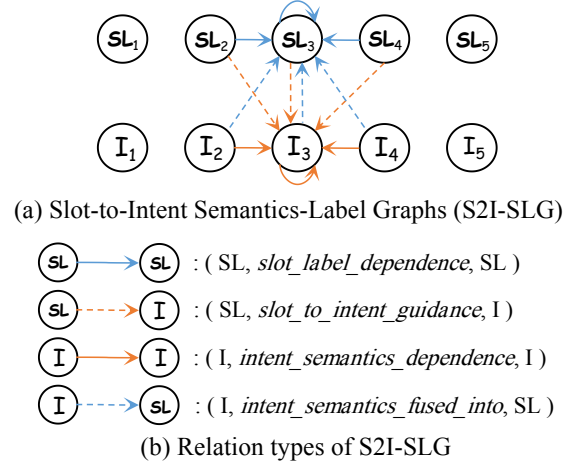 SL1 SL2 SL3 SL4 SL5
I1 I2 I3 I4 I5
(a) Slot-to-Intent Semantics-Label Graphs (S2I-SLG)
SL SL : ( SL, slot_label_dependence, SL )
SL I : ( SL, slot_to_intent_guidance, I )
I I : ( I, intent_semantics_dependence, I )
I SL : ( I, intent_semantics_fused_into, SL )
(b) Relation types of S2I-SLG